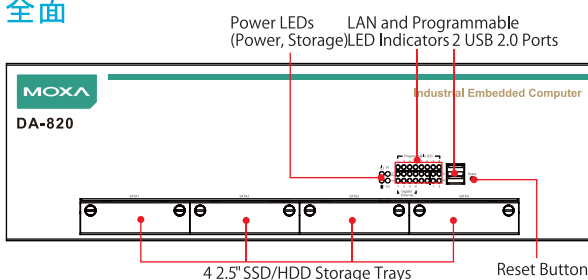 全面
Power LEDs
(Power, Storage)
LAN and Programmable
LED Indicators
2 USB 2.0 Ports
MOXA
Industrial Embedded Computer
DA-820
4 2.5" SSD/HDD Storage Trays
Reset Button